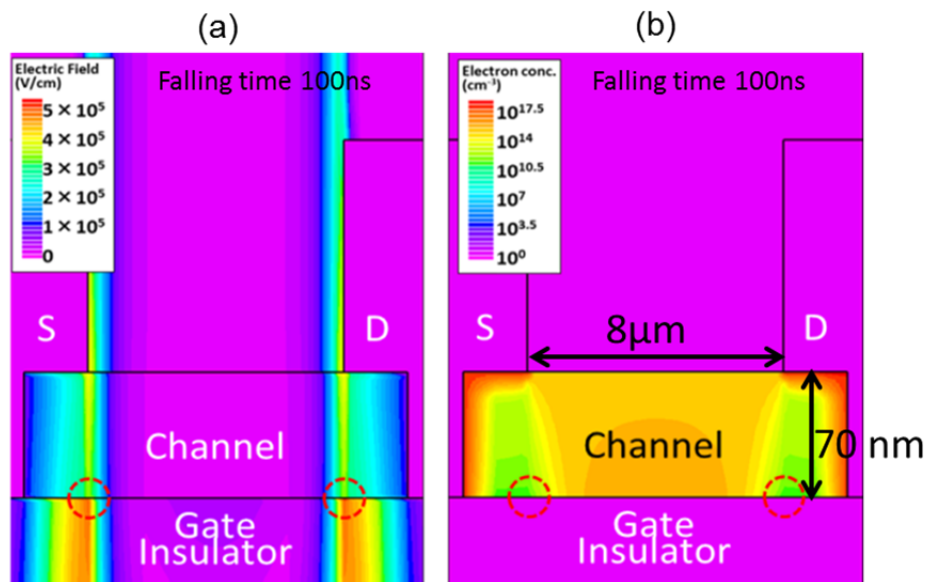 (a)
Electric Field
(V/cm)
5 × 10⁵
4 × 10⁵
3 × 10⁵
2 × 10⁵
1 × 10⁵
0
Falling time 100ns
S
D
Channel
Gate
Insulator
(b)
Electron conc.
(cm⁻³)
10¹⁷·⁵
10¹⁴
10¹⁰·⁵
10⁷
10³·⁵
10⁰
Falling time 100ns
S
D
8μm
Channel
70 nm
Gate
Insulator